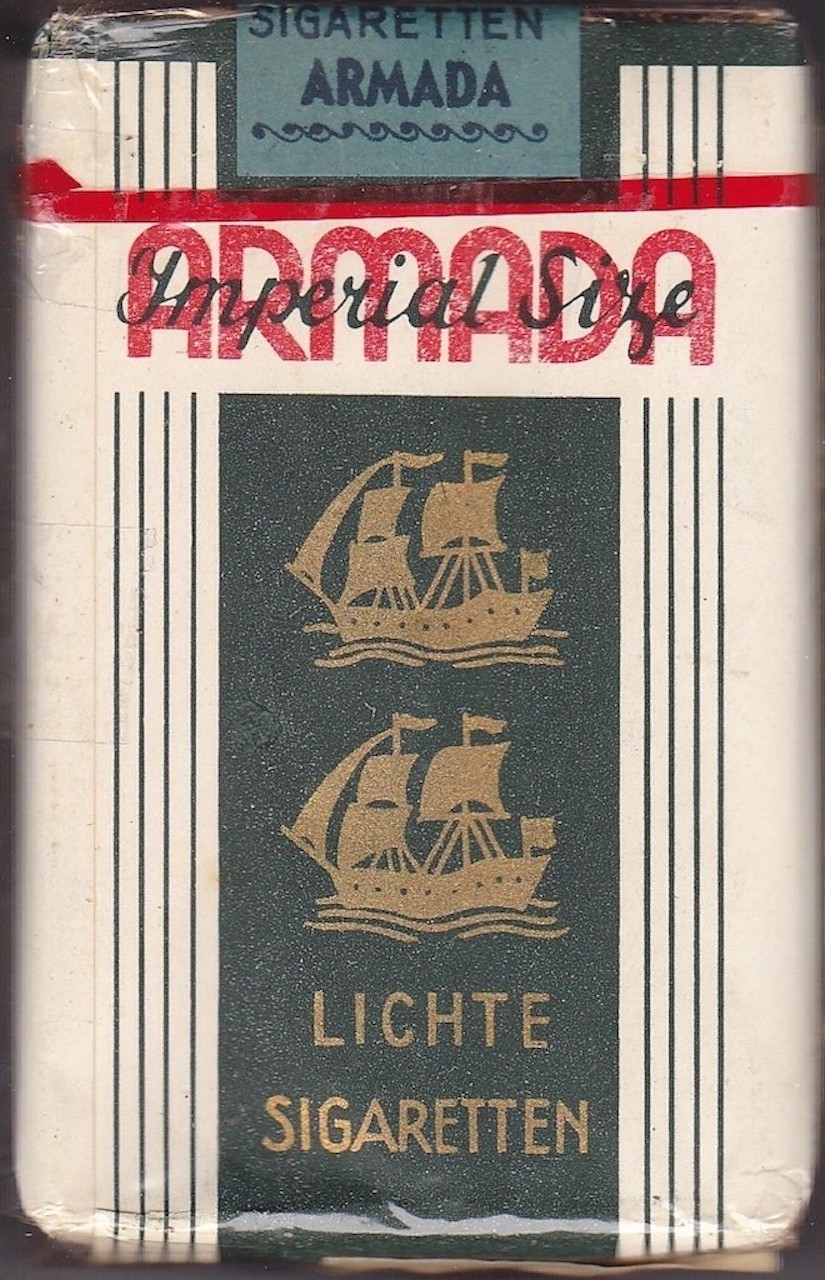 SIGARETTEN
ARMADA
ARMADA
Imperial Size
LICHTE
SIGARETTEN